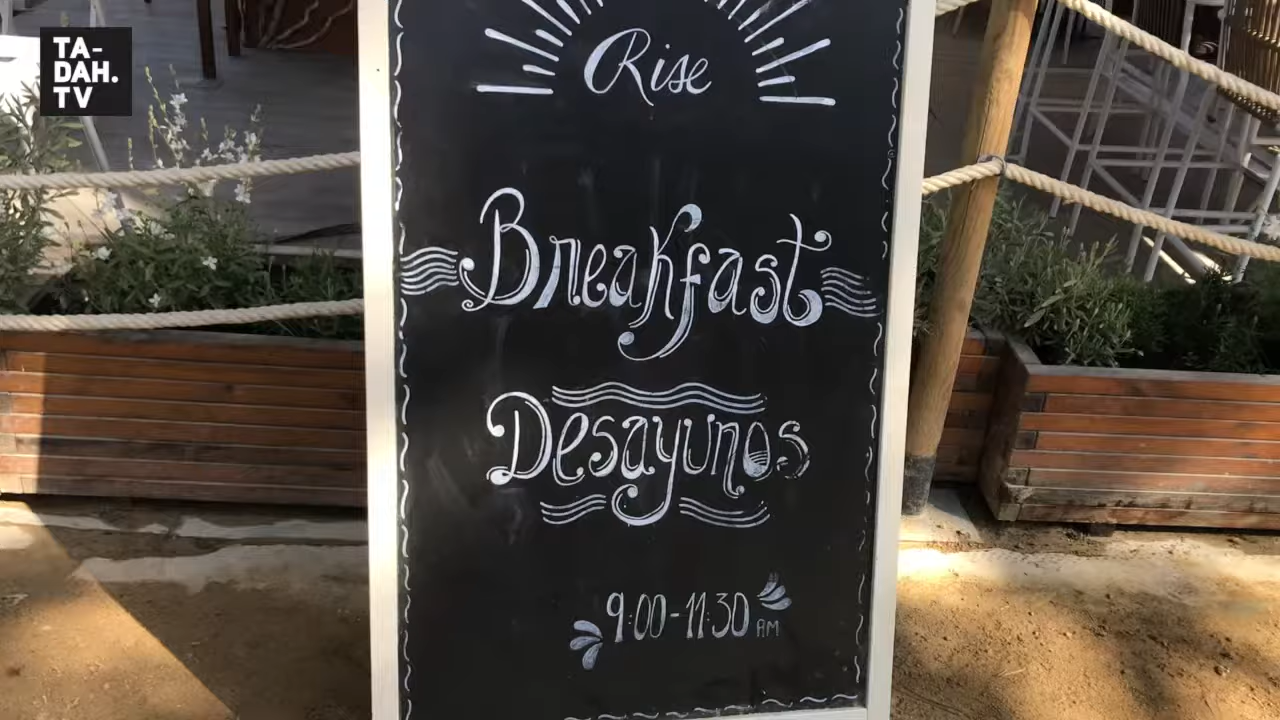 TA-
DAH.
TV
Rise
Breakfast
Desayunos
9:00-11:30 AM